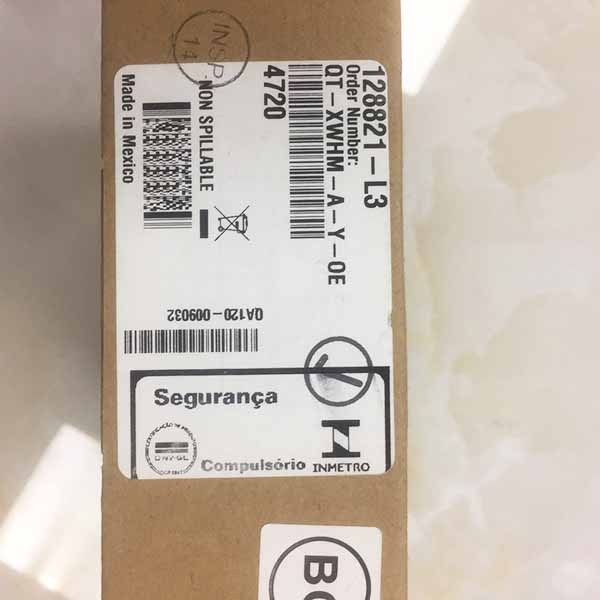 INSP
14
128821-L3
Order Number:
QT-XWHM-A-Y-OE
4720
NON SPILLABLE
Made in Mexico
QA120-009032
Segurança
Compulsório
INMETRO